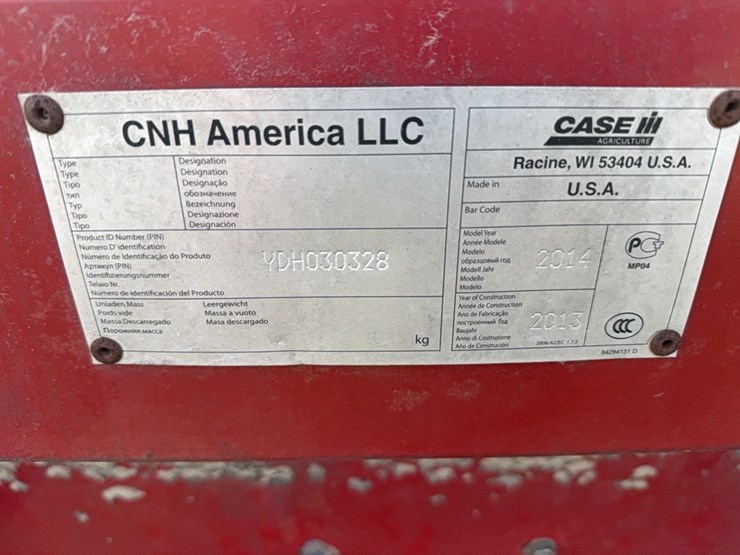 CNH America LLC
Type Designation
Type Désignation
Tipo Designação
тип обозначение
Typ Bezeichnung
Tipo Designazione
Tipo Designación
Product ID Number (PIN)
Numero D' identification
Número de Identificação do Produto
Артикул (PIN)
Identifizierungsnummer
Telaio Nr.
Número de identificación del Producto
YDH030328
Unladen Mass Leergewicht
Poids vide Massa a vuoto
Massa Descarregado Masa descargado
Порожняя масса
kg
CASE IH
AGRICULTURE
Racine, WI 53404 U.S.A.
Made in U.S.A.
Bar Code
Model Year
Année Modele
Modelo
образцовый год
Modell Jahr
Modello
Modelo
2014
Year of Construction
Année de Construction
Ano de Fabricação
построенный Год
Baujahr
Anno di Costruzione
Año de Construcion
2013
2006/42/EC 1.7.3
PCT
MP04
CCC
84294131 D